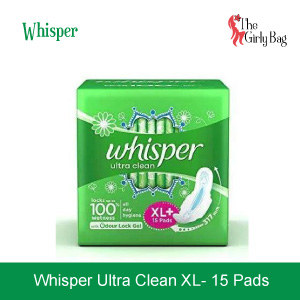 Whisper
The
Girly Bag
whisper
ultra clean
locks up to
100%
wetness
all
day
hygiene
with Odour Lock Gel
XL+
15 Pads
317mm
Whisper Ultra Clean XL- 15 Pads